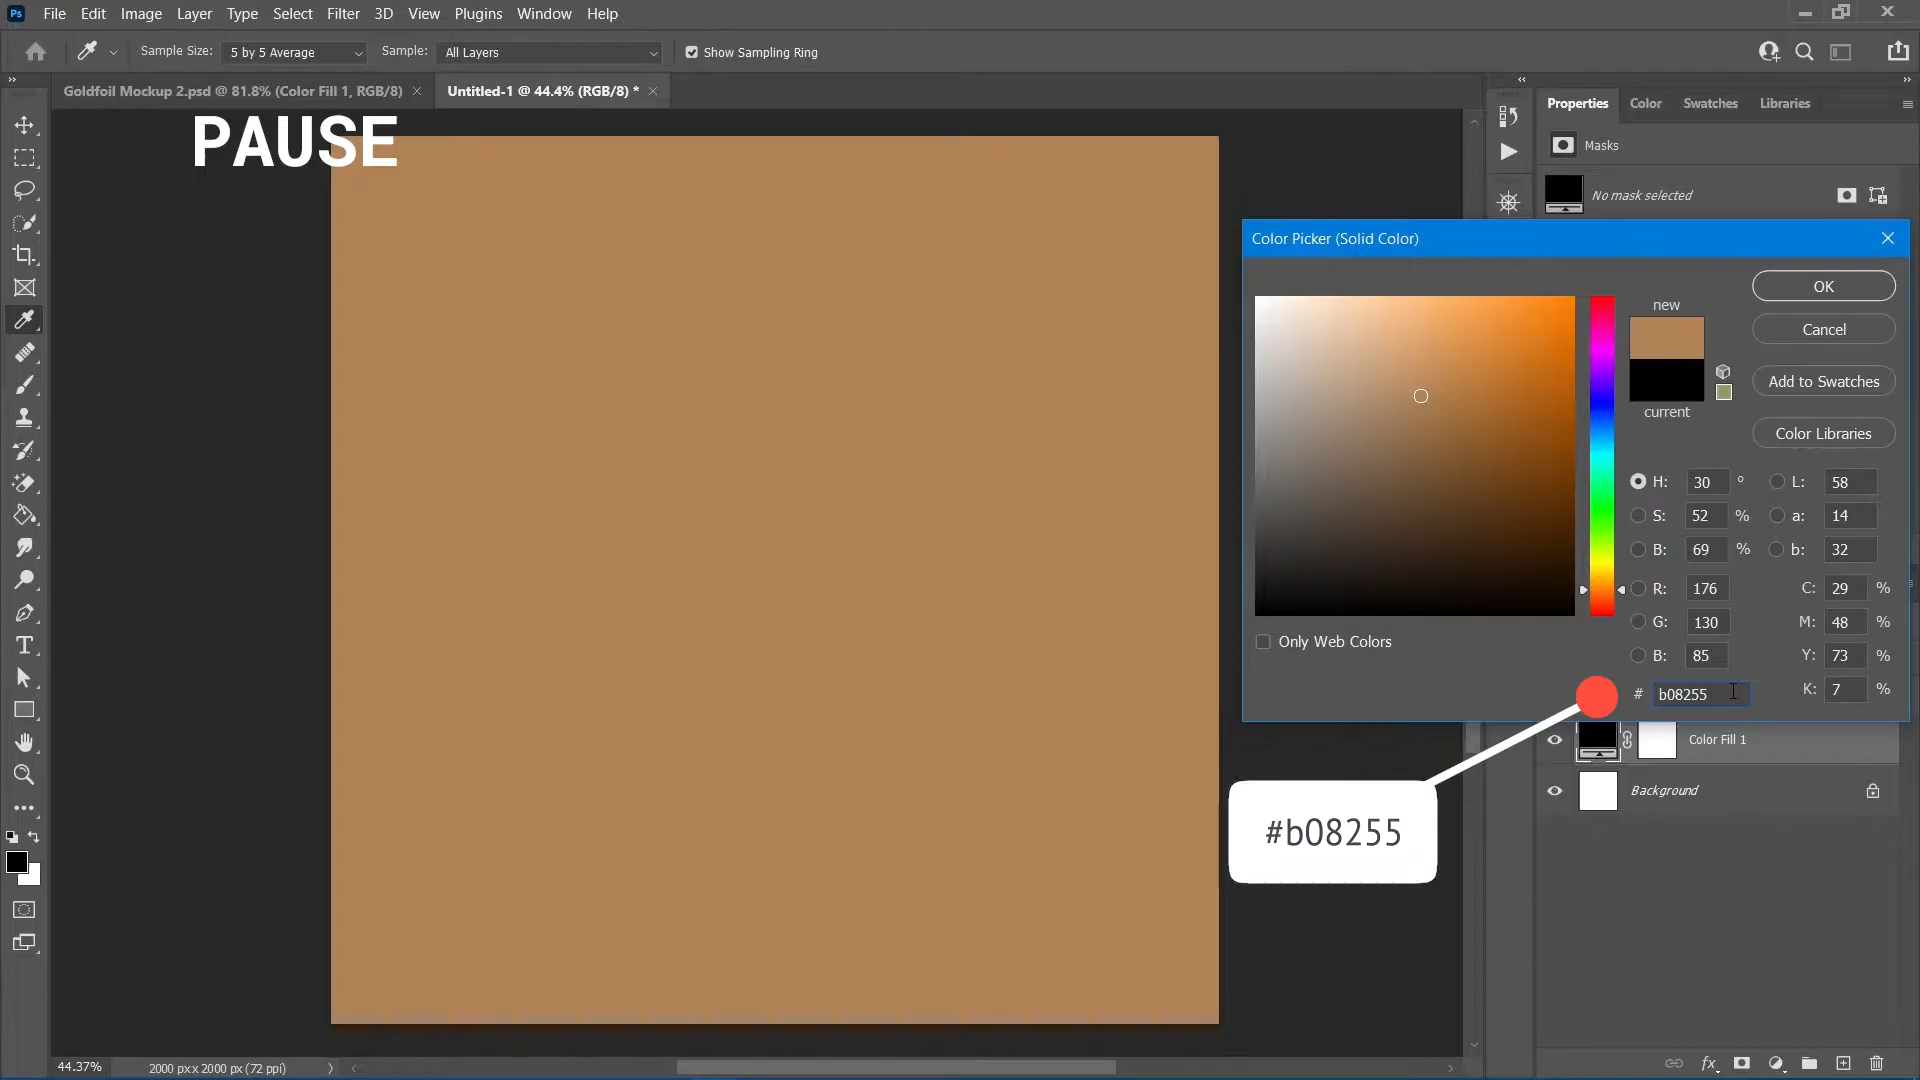 Ps File Edit Image Layer Type Select Filter 3D View Plugins Window Help
Sample Size: 5 by 5 Average Sample: All Layers Show Sampling Ring
Goldfoil Mockup 2.psd @ 81.8% (Color Fill 1, RGB/8) Untitled-1 @ 44.4% (RGB/8) *
PAUSE
Properties Color Swatches Libraries
Masks
No mask selected
Color Picker (Solid Color)
new
current
OK
Cancel
Add to Swatches
Color Libraries
H: 30 ° L: 58
S: 52 % a: 14
B: 69 % b: 32
R: 176 C: 29 %
G: 130 M: 48 %
B: 85 Y: 73 %
# b08255 K: 7 %
Only Web Colors
Color Fill 1
Background
#b08255
T
44.37% 2000 px x 2000 px (72 ppi)
fx